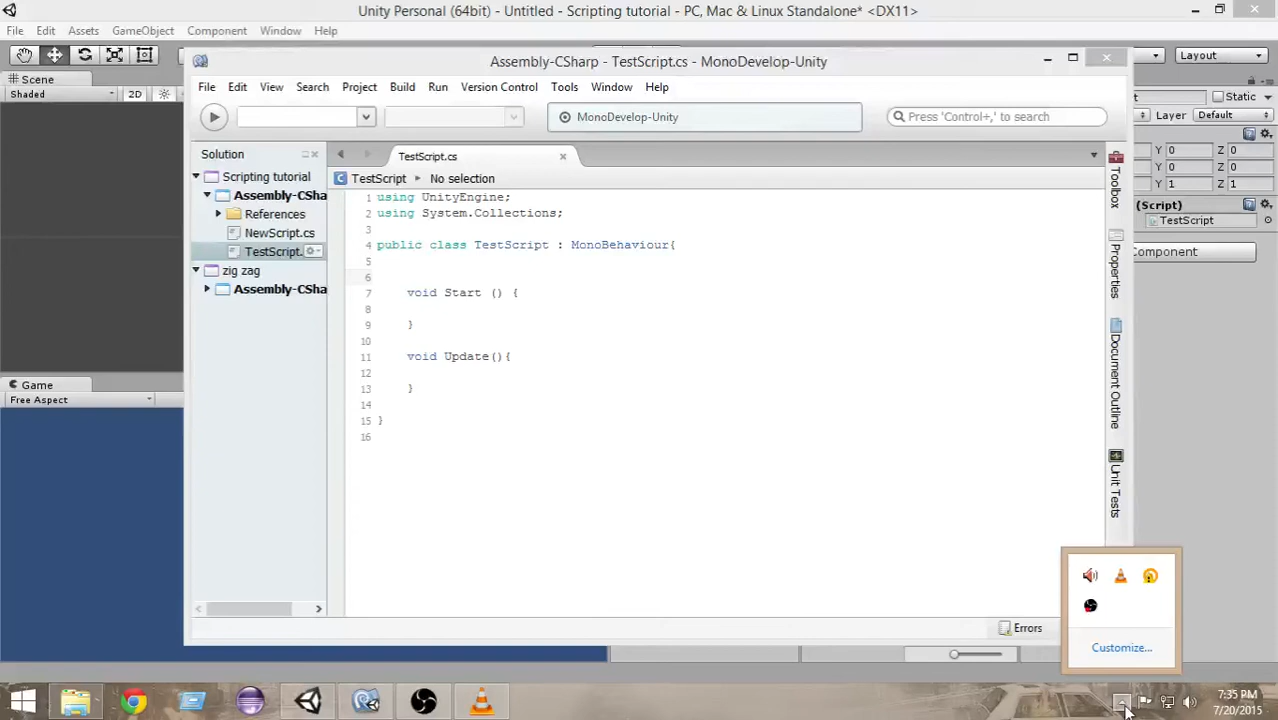 Unity Personal (64bit) - Untitled - Scripting tutorial - PC, Mac & Linux Standalone* <DX11>
File Edit Assets GameObject Component Window Help
Layout
Scene
Shaded 2D
Static
Layer Default
Y 0 Z 0
Y 0 Z 0
Y 1 Z 1
(Script)
TestScript
Component
Game
Free Aspect
Assembly-CSharp - TestScript.cs - MonoDevelop-Unity
File Edit View Search Project Build Run Version Control Tools Window Help
MonoDevelop-Unity
Press 'Control+,' to search
Solution
Scripting tutorial
Assembly-CSha
References
NewScript.cs
TestScript.
zig zag
Assembly-CSha
TestScript.cs
TestScript No selection
1 using UnityEngine;
2 using System.Collections;
3
4 public class TestScript : MonoBehaviour{
5
6
7 void Start () {
8
9 }
10
11 void Update(){
12
13 }
14
15 }
16
Toolbox
Properties
Document Outline
Unit Tests
Errors
Customize...
7:35 PM
7/20/2015